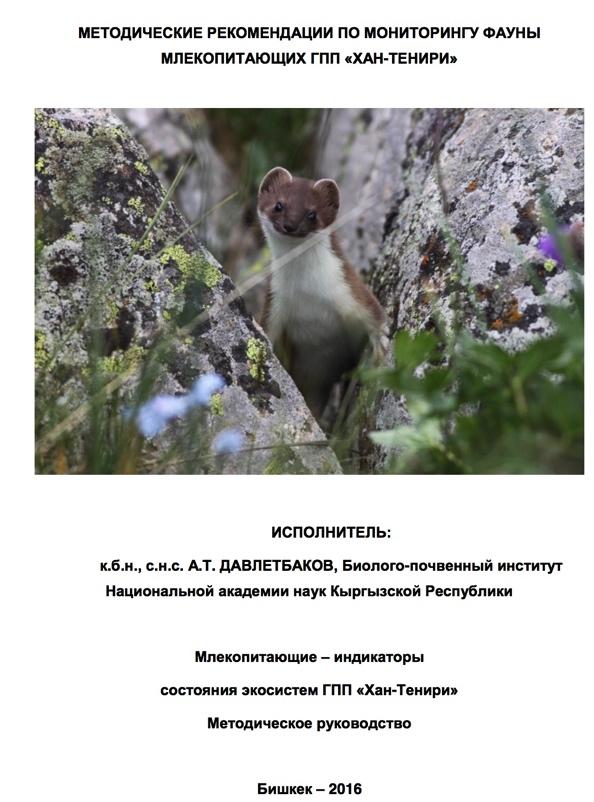 МЕТОДИЧЕСКИЕ РЕКОМЕНДАЦИИ ПО МОНИТОРИНГУ ФАУНЫ
МЛЕКОПИТАЮЩИХ ГПП «ХАН-ТЕНИРИ»
ИСПОЛНИТЕЛЬ:
к.б.н., с.н.с. А.Т. ДАВЛЕТБАКОВ, Биолого-почвенный институт
Национальной академии наук Кыргызской Республики
Млекопитающие – индикаторы
состояния экосистем ГПП «Хан-Тенири»
Методическое руководство
Бишкек – 2016